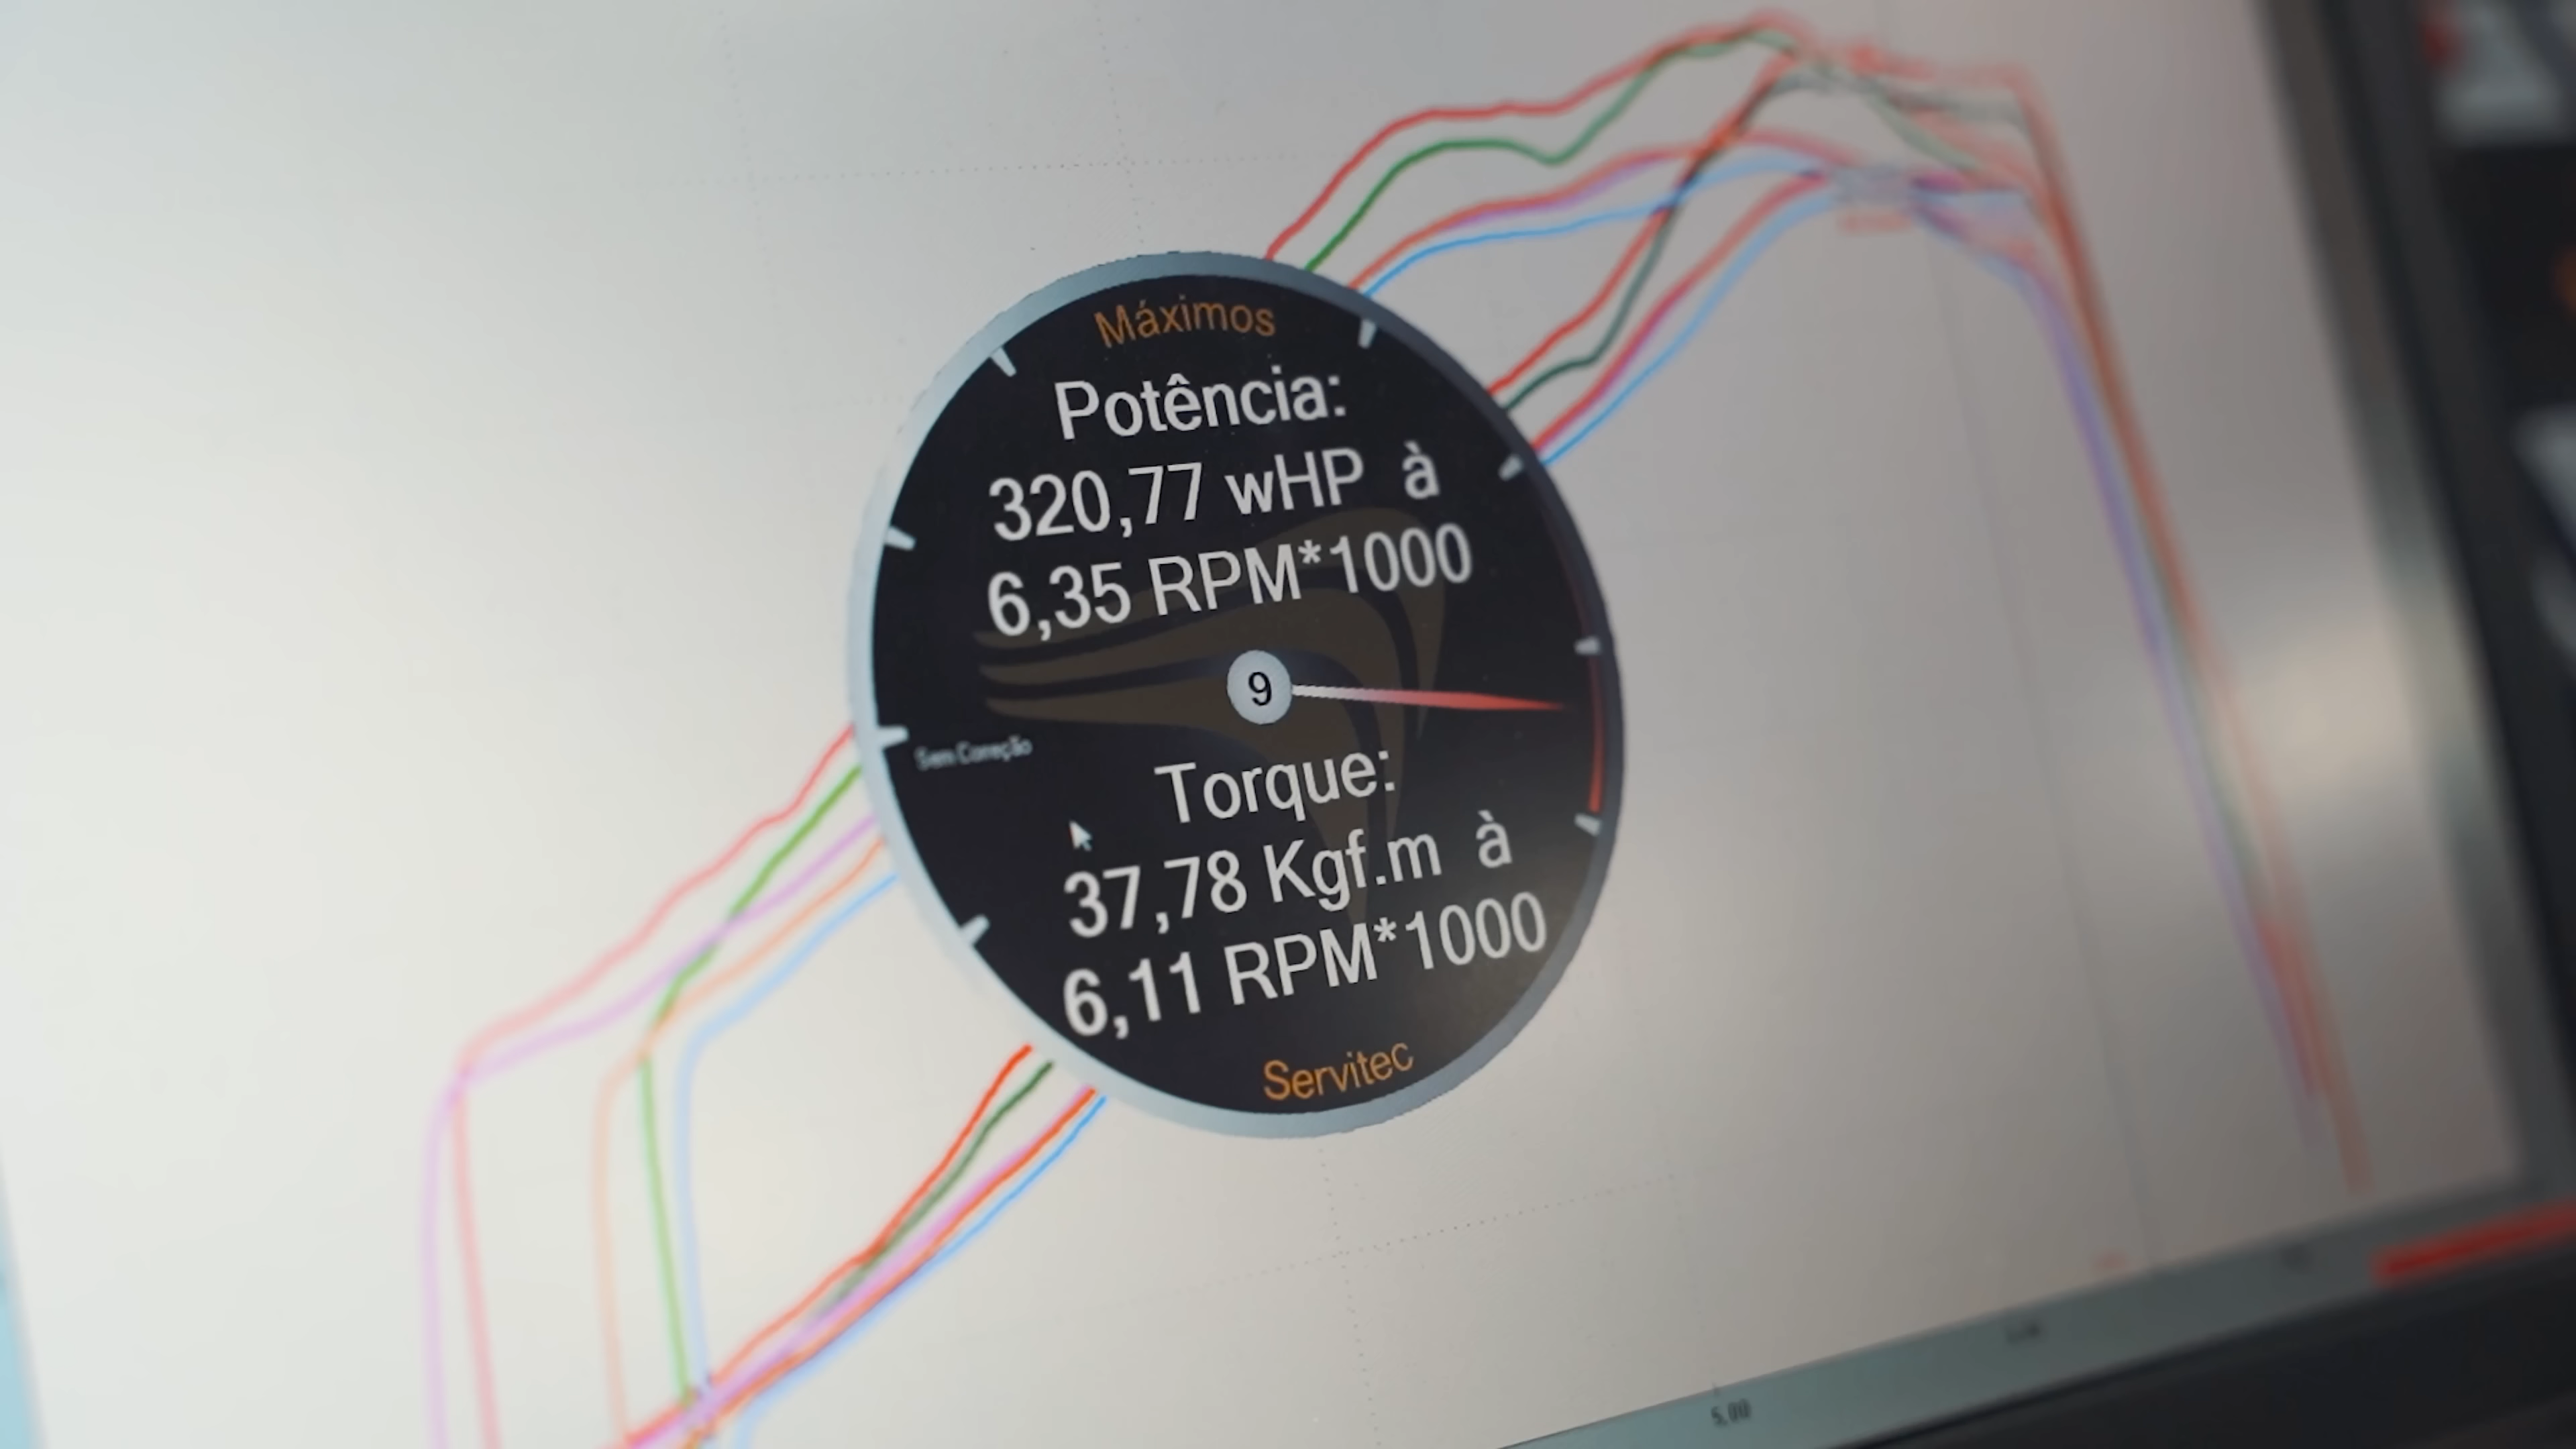 Máximos
Potência:
320,77 wHP à
6,35 RPM*1000
9
Sem Correção
Torque:
37,78 Kgf.m à
6,11 RPM*1000
Servitec